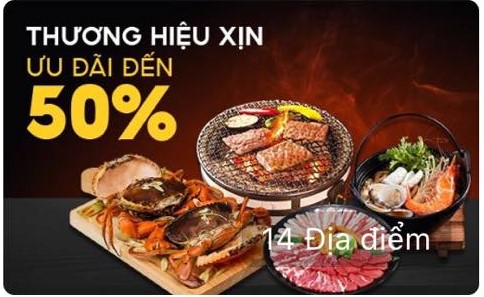 THƯƠNG HIỆU XỊN
ƯU ĐÃI ĐẾN
50%
14 Địa điểm